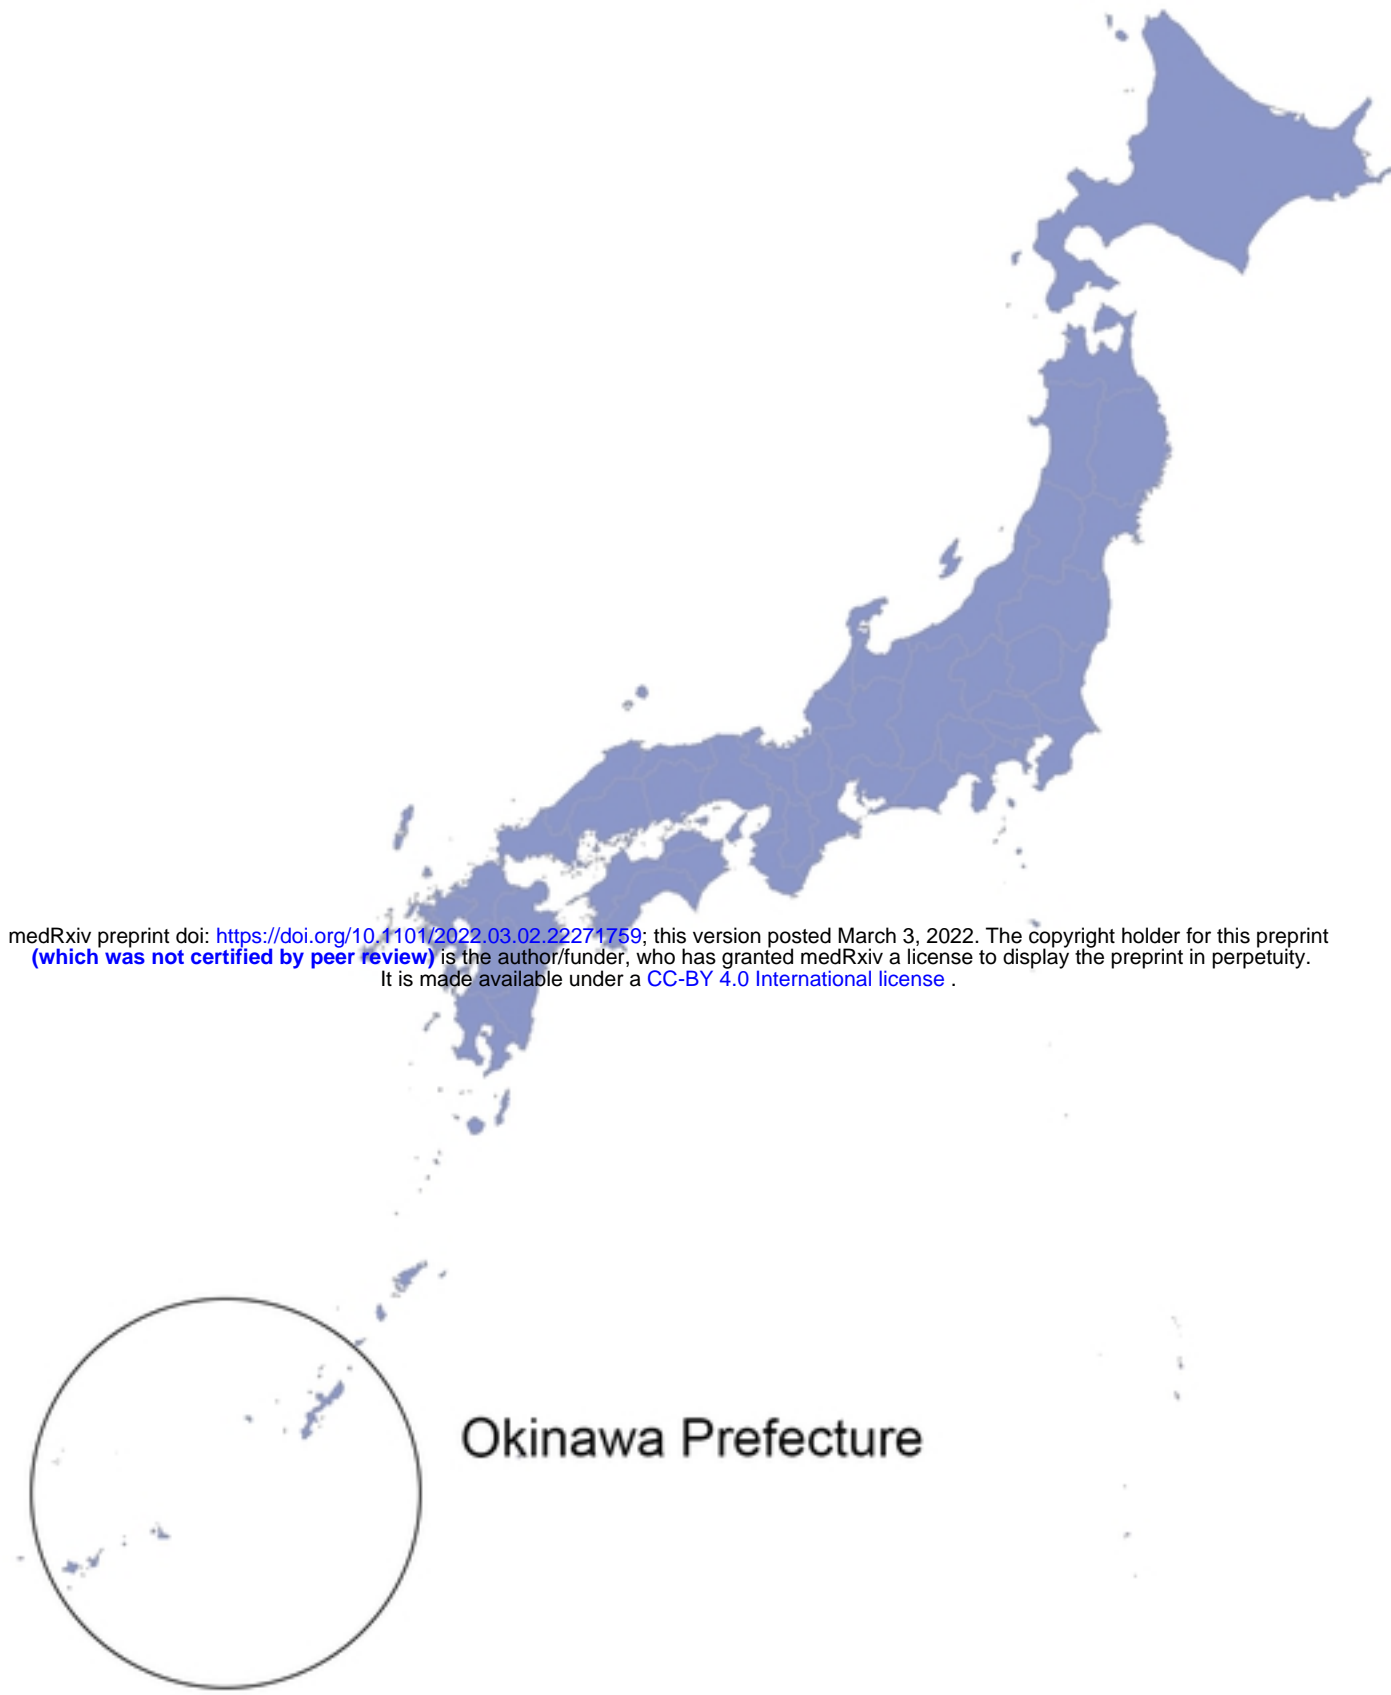 medRxiv preprint doi: https://doi.org/10.1101/2022.03.02.22271759; this version posted March 3, 2022. The copyright holder for this preprint
(which was not certified by peer review) is the author/funder, who has granted medRxiv a license to display the preprint in perpetuity.
It is made available under a CC-BY 4.0 International license .
Okinawa Prefecture